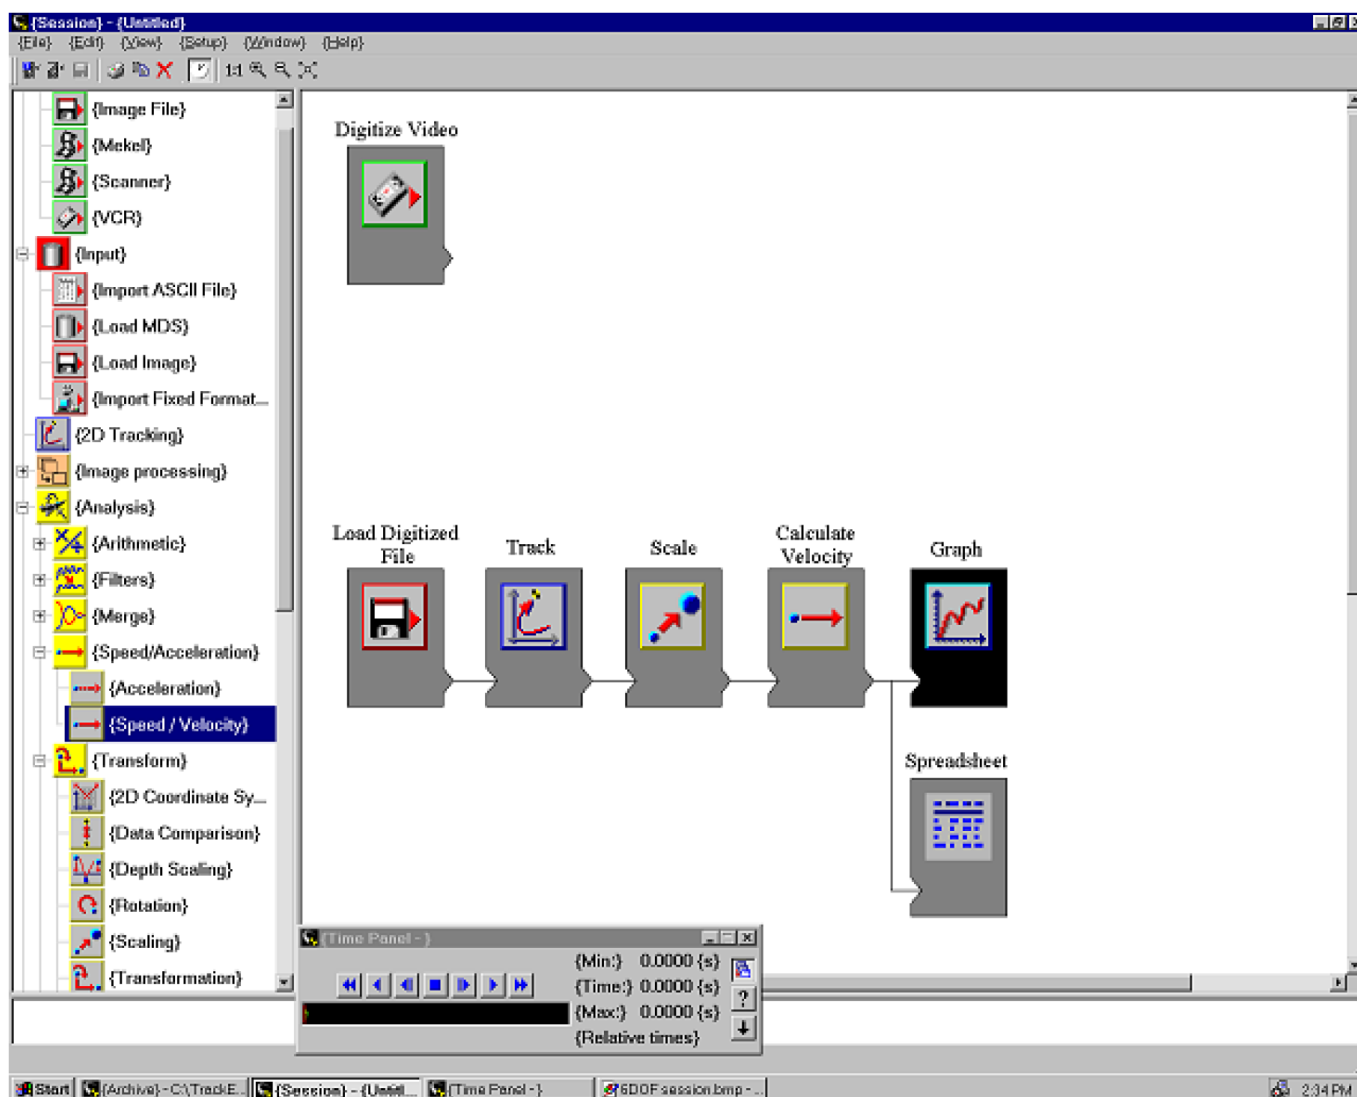 {Session} - {Untitled}
{File} {Edit} {View} {Setup} {Window} {Help}
1:1
{Image File}
{Mekel}
{Scanner}
{VCR}
{Input}
{Import ASCII File}
{Load MDS}
{Load Image}
{Import Fixed Format...
{2D Tracking}
{Image processing}
{Analysis}
{Arithmetic}
{Filters}
{Merge}
{Speed/Acceleration}
{Acceleration}
{Speed / Velocity}
{Transform}
{2D Coordinate Sy...
{Data Comparison}
{Depth Scaling}
{Rotation}
{Scaling}
{Transformation}
Digitize Video
Load Digitized
File
Track
Scale
Calculate
Velocity
Graph
Spreadsheet
{Time Panel - }
{Min:} 0.0000 {s}
{Time:} 0.0000 {s}
{Max:} 0.0000 {s}
{Relative times}
?
Start {Archive} - C:\TrackE... {Session} - {Untitl... {Time Panel - } 6DOF session.bmp - ... 2:34 PM